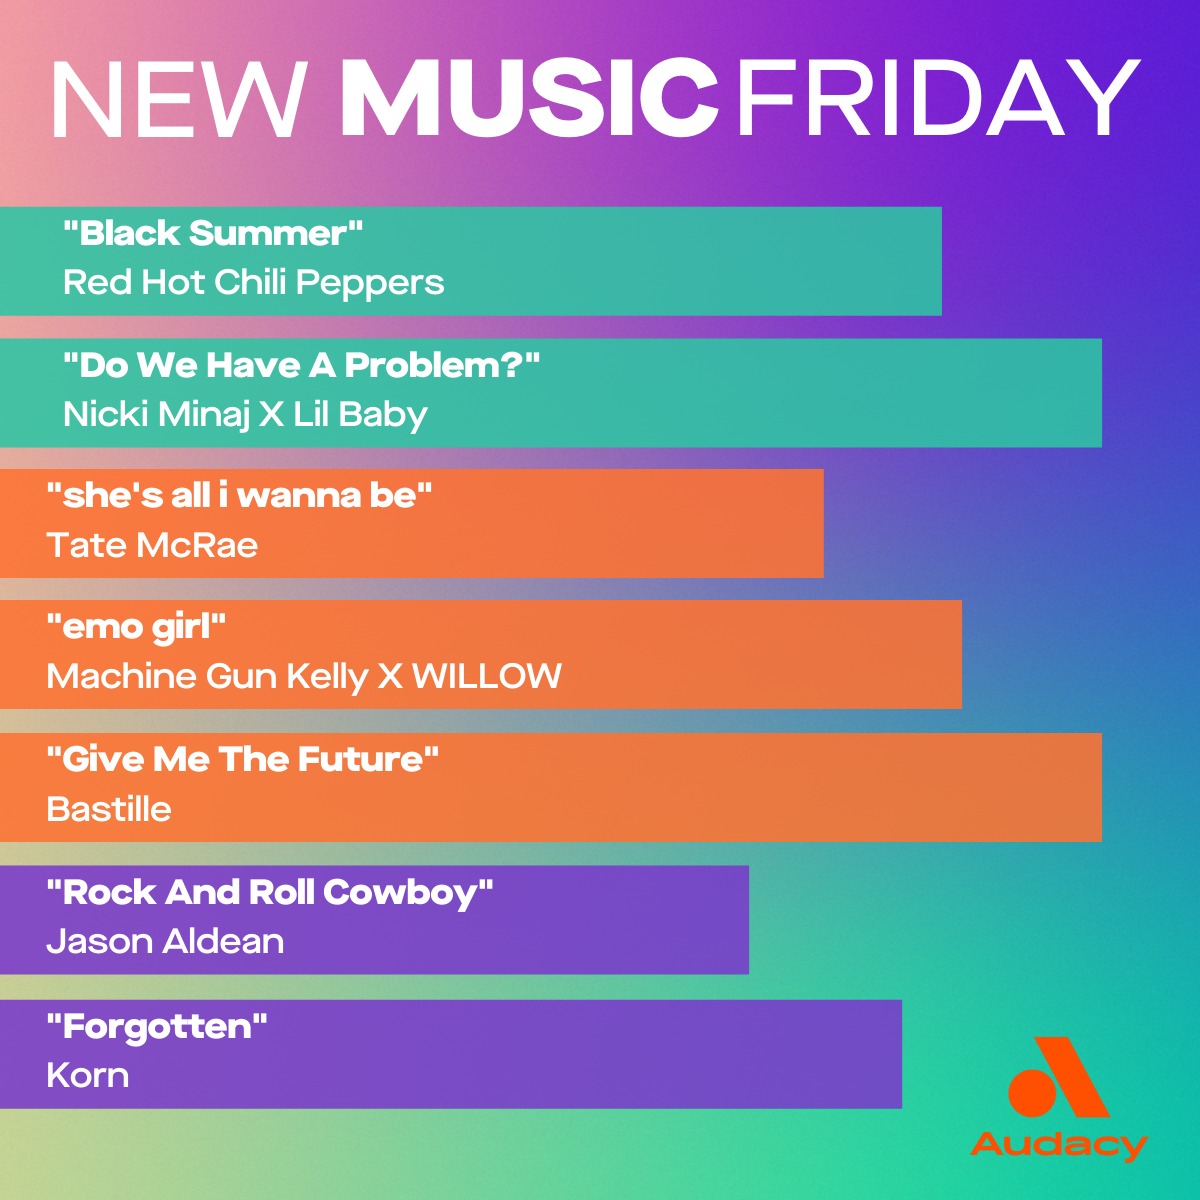 NEW MUSIC FRIDAY
"Black Summer"
Red Hot Chili Peppers
"Do We Have A Problem?"
Nicki Minaj X Lil Baby
"she's all i wanna be"
Tate McRae
"emo girl"
Machine Gun Kelly X WILLOW
"Give Me The Future"
Bastille
"Rock And Roll Cowboy"
Jason Aldean
"Forgotten"
Korn
Audacy